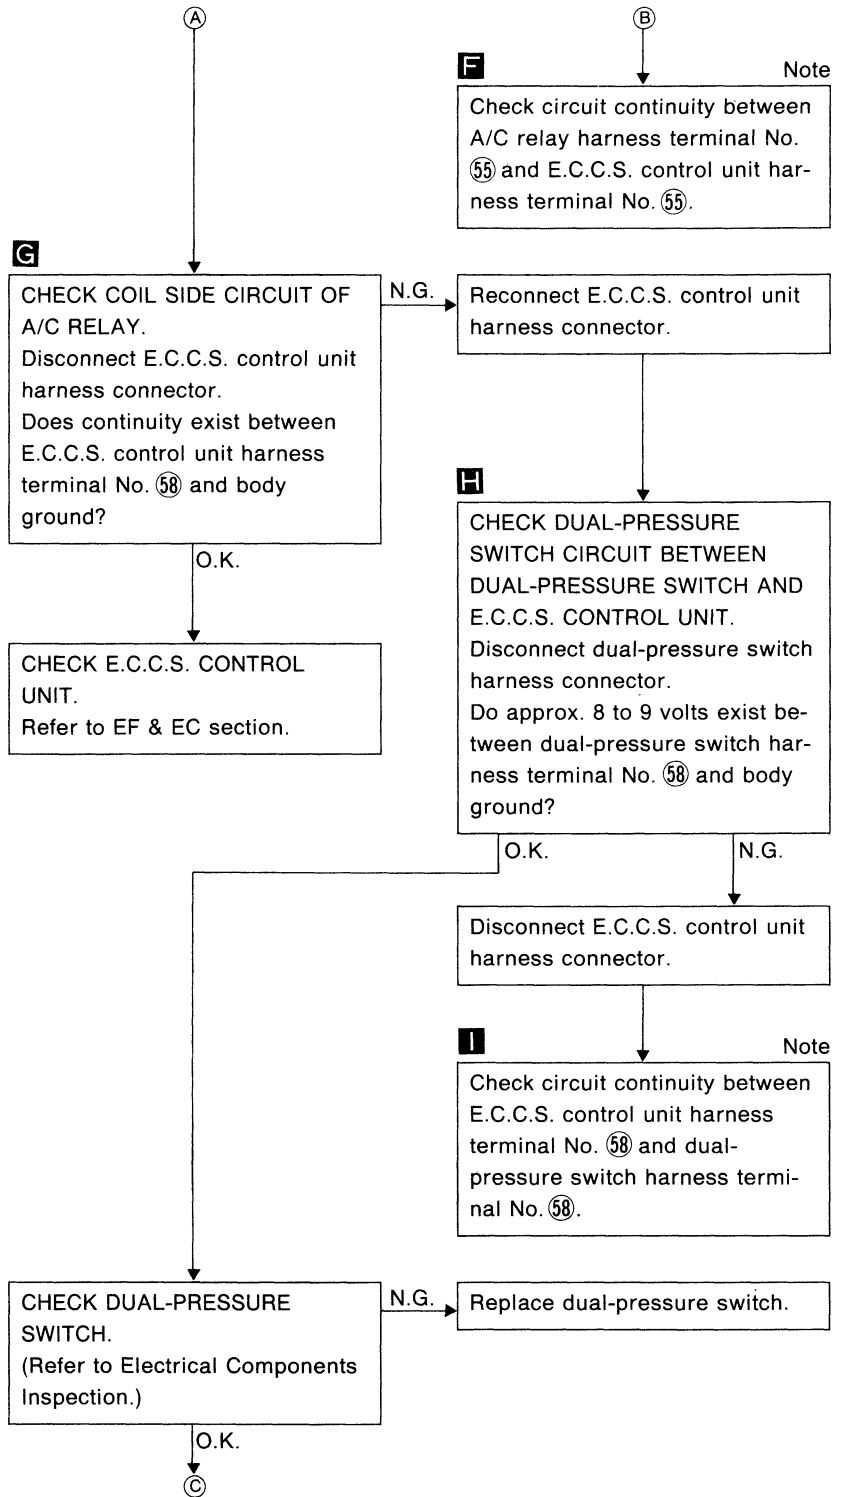 A
B
F
Note
Check circuit continuity between
A/C relay harness terminal No.
55 and E.C.C.S. control unit har-
ness terminal No. 55.
G
CHECK COIL SIDE CIRCUIT OF
A/C RELAY.
Disconnect E.C.C.S. control unit
harness connector.
Does continuity exist between
E.C.C.S. control unit harness
terminal No. 58 and body
ground?
N.G.
Reconnect E.C.C.S. control unit
harness connector.
O.K.
CHECK E.C.C.S. CONTROL
UNIT.
Refer to EF & EC section.
H
CHECK DUAL-PRESSURE
SWITCH CIRCUIT BETWEEN
DUAL-PRESSURE SWITCH AND
E.C.C.S. CONTROL UNIT.
Disconnect dual-pressure switch
harness connector.
Do approx. 8 to 9 volts exist be-
tween dual-pressure switch har-
ness terminal No. 58 and body
ground?
O.K.
N.G.
Disconnect E.C.C.S. control unit
harness connector.
I
Note
Check circuit continuity between
E.C.C.S. control unit harness
terminal No. 58 and dual-
pressure switch harness termi-
nal No. 58.
CHECK DUAL-PRESSURE
SWITCH.
(Refer to Electrical Components
Inspection.)
N.G.
Replace dual-pressure switch.
O.K.
C